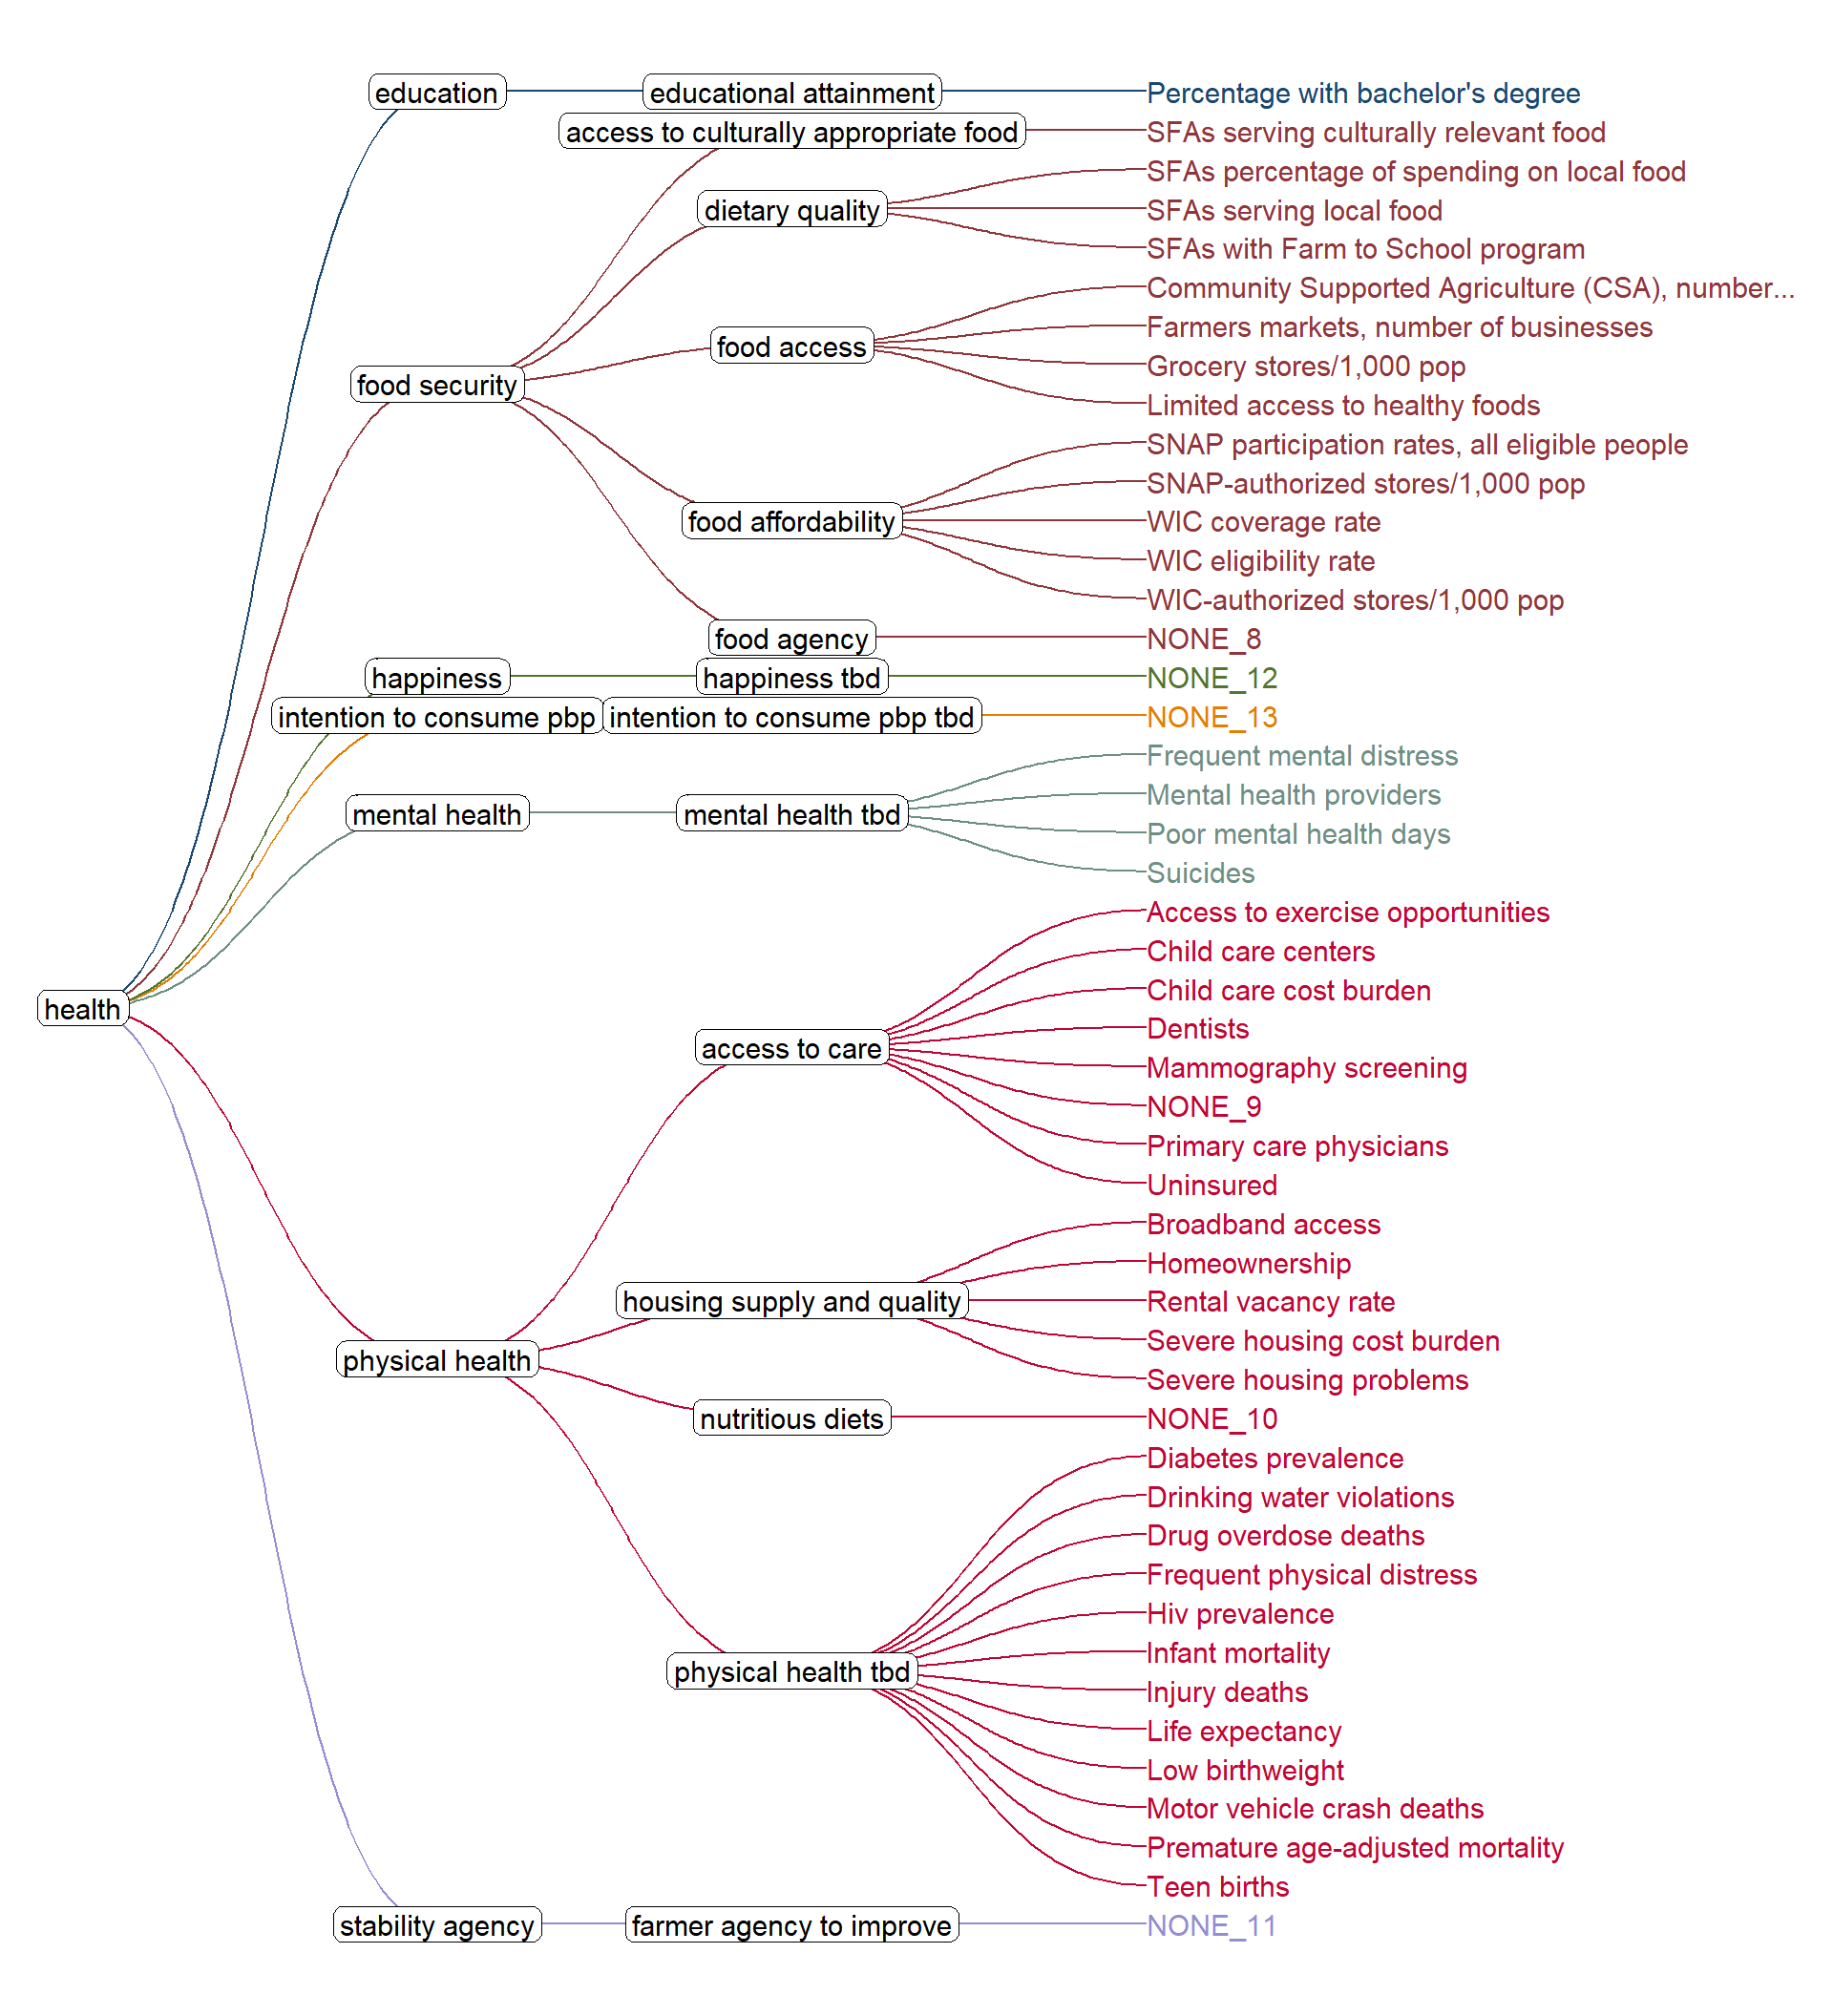 education educational attainment Percentage with bachelor's degree
access to culturally appropriate food SFAs serving culturally relevant food
SFAs percentage of spending on local food
dietary quality SFAs serving local food
SFAs with Farm to School program
Community Supported Agriculture (CSA), number...
Farmers markets, number of businesses
food access
Grocery stores/1,000 pop
food security
Limited access to healthy foods
SNAP participation rates, all eligible people
SNAP-authorized stores/1,000 pop
food affordability WIC coverage rate
WIC eligibility rate
WIC-authorized stores/1,000 pop
food agency NONE_8
happiness happiness tbd NONE_12
intention to consume pbp intention to consume pbp tbd NONE_13
Frequent mental distress
Mental health providers
mental health mental health tbd
Poor mental health days
Suicides
Access to exercise opportunities
Child care centers
Child care cost burden
health
Dentists
access to care
Mammography screening
NONE_9
Primary care physicians
Uninsured
Broadband access
Homeownership
housing supply and quality Rental vacancy rate
Severe housing cost burden
physical health
Severe housing problems
nutritious diets NONE_10
Diabetes prevalence
Drinking water violations
Drug overdose deaths
Frequent physical distress
Hiv prevalence
Infant mortality
physical health tbd
Injury deaths
Life expectancy
Low birthweight
Motor vehicle crash deaths
Premature age-adjusted mortality
Teen births
stability agency farmer agency to improve NONE_11